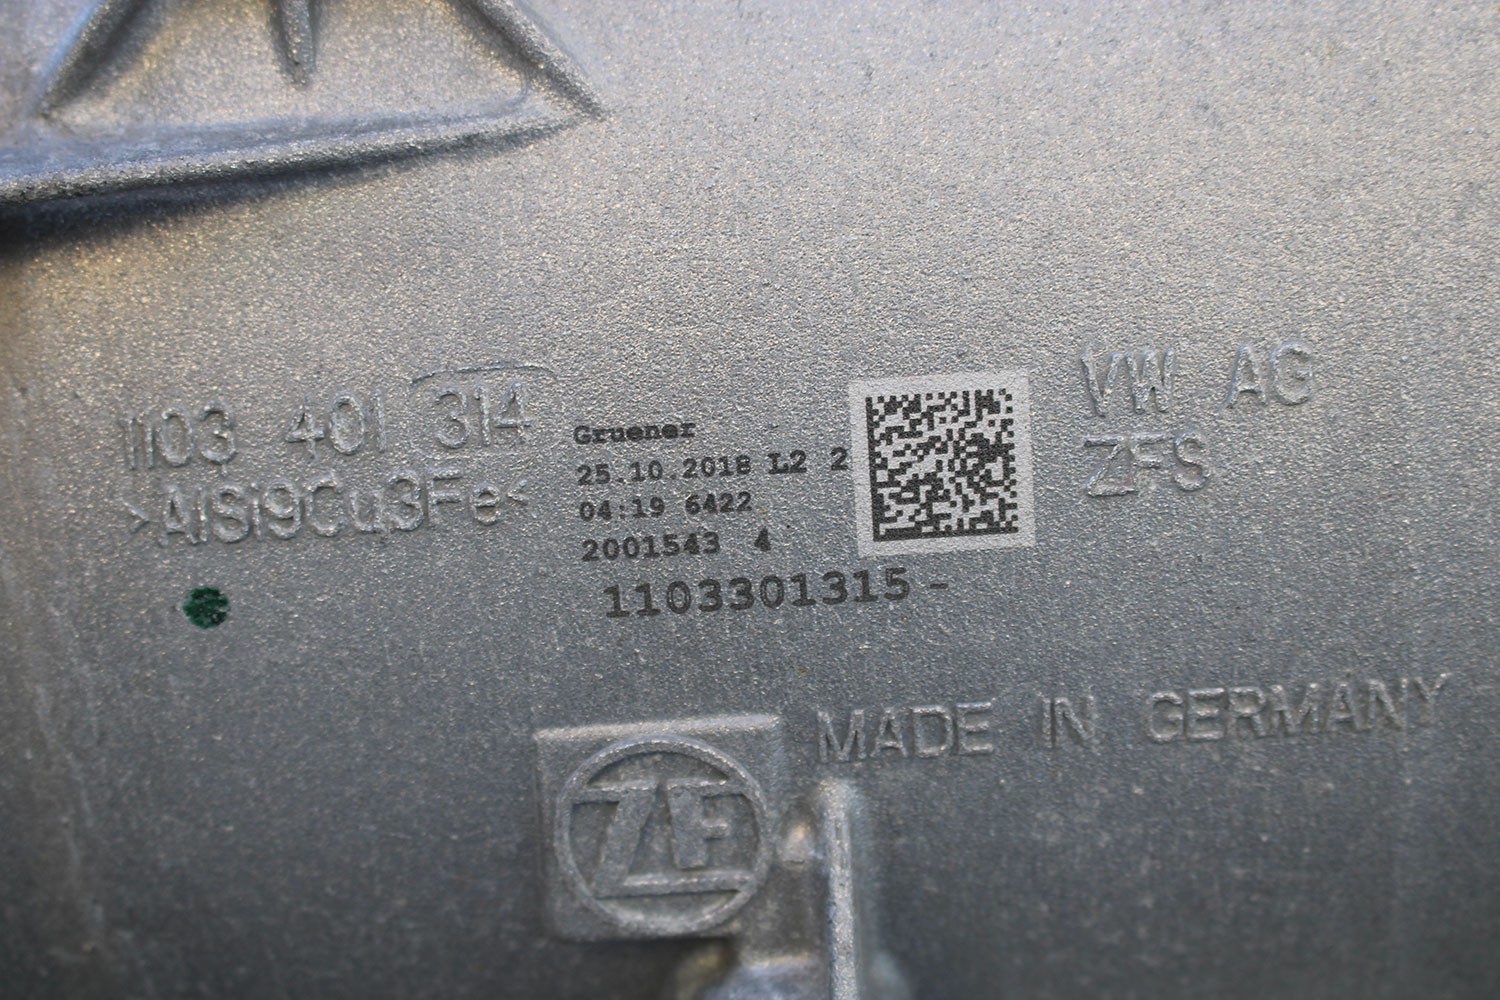 1103 401 314
>AlSi9Cu3Fe<
Gruener
25.10.2018 L2 2
04:19 6422
2001543 4
1103301315-
VW AG
ZFS
MADE IN GERMANY
ZF